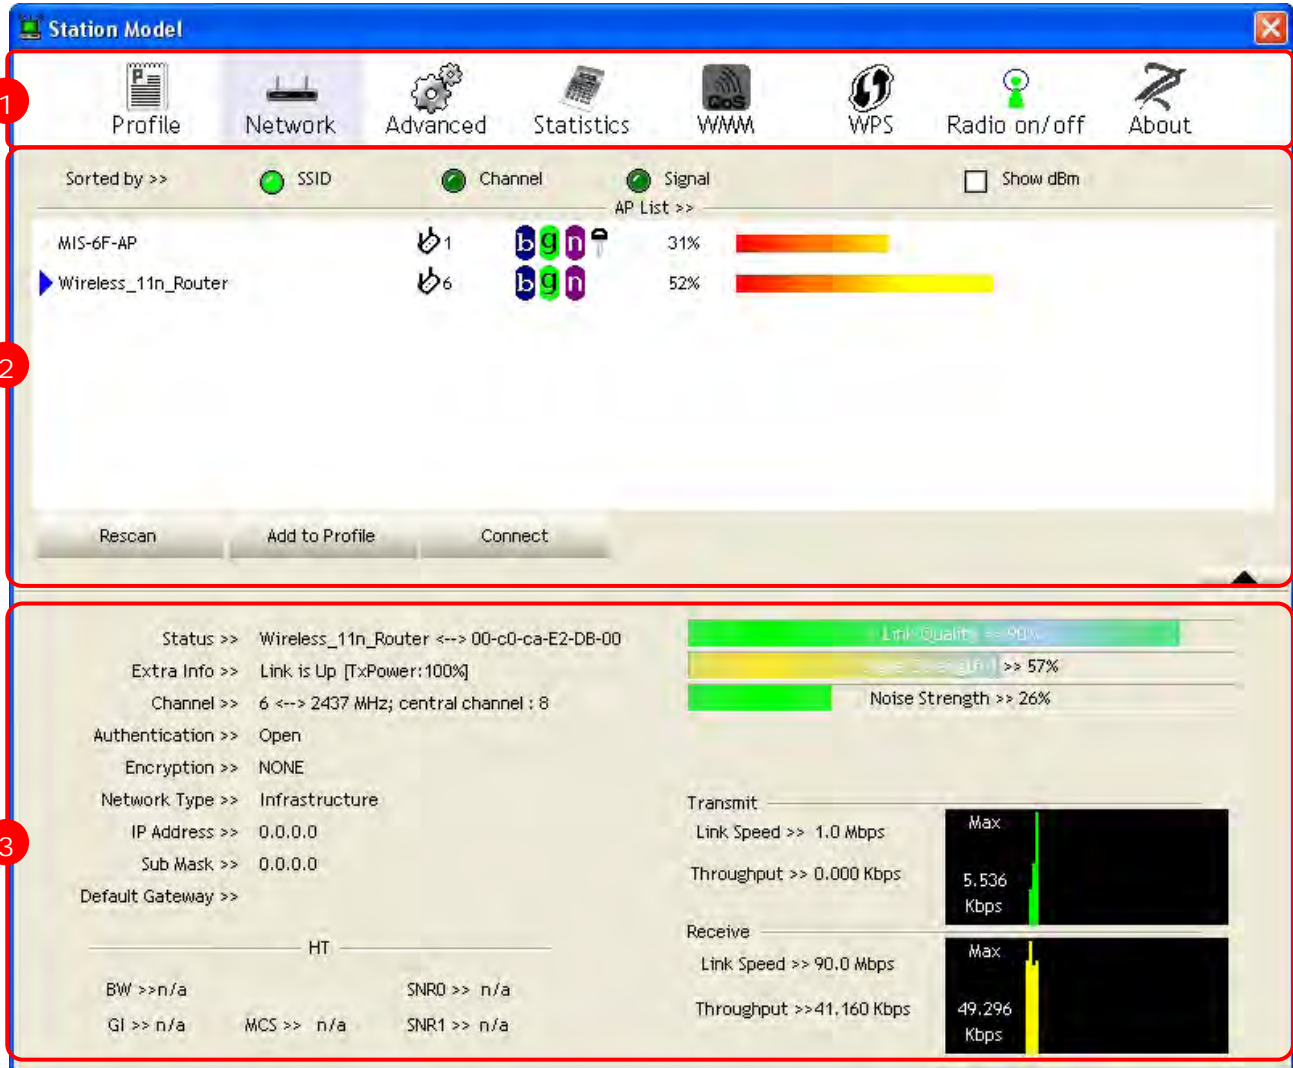 Station Model
1
Profile Network Advanced Statistics QoS WMM WPS Radio on/off About
2
Sorted by >> SSID Channel Signal Show dBm
AP List >>
MIS-6F-AP 1 b g n 31%
Wireless_11n_Router 6 b g n 52%
Rescan Add to Profile Connect
3
Status >> Wireless_11n_Router <--> 00-c0-ca-E2-DB-00
Extra Info >> Link is Up [TxPower:100%]
Channel >> 6 <--> 2437 MHz; central channel : 8
Authentication >> Open
Encryption >> NONE
Network Type >> Infrastructure
IP Address >> 0.0.0.0
Sub Mask >> 0.0.0.0
Default Gateway >>
HT
BW >>n/a SNR0 >> n/a
GI >> n/a MCS >> n/a SNR1 >> n/a
Link Quality >> 90%
>> 57%
Noise Strength >> 26%
Transmit
Link Speed >> 1.0 Mbps
Throughput >> 0.000 Kbps
Max
5.536
Kbps
Receive
Link Speed >> 90.0 Mbps
Throughput >>41.160 Kbps
Max
49.296
Kbps